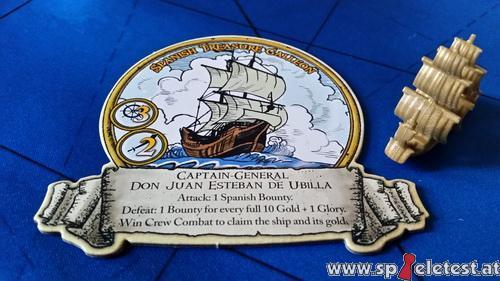 SPANISH TREASURE GALLEON
3
2
CAPTAIN-GENERAL
DON JUAN ESTEBAN DE UBILLA
Attack: 1 Spanish Bounty.
Defeat: 1 Bounty for every full 10 Gold + 1 Glory.
Win Crew Combat to claim the ship and its gold.
www.spieletest.at